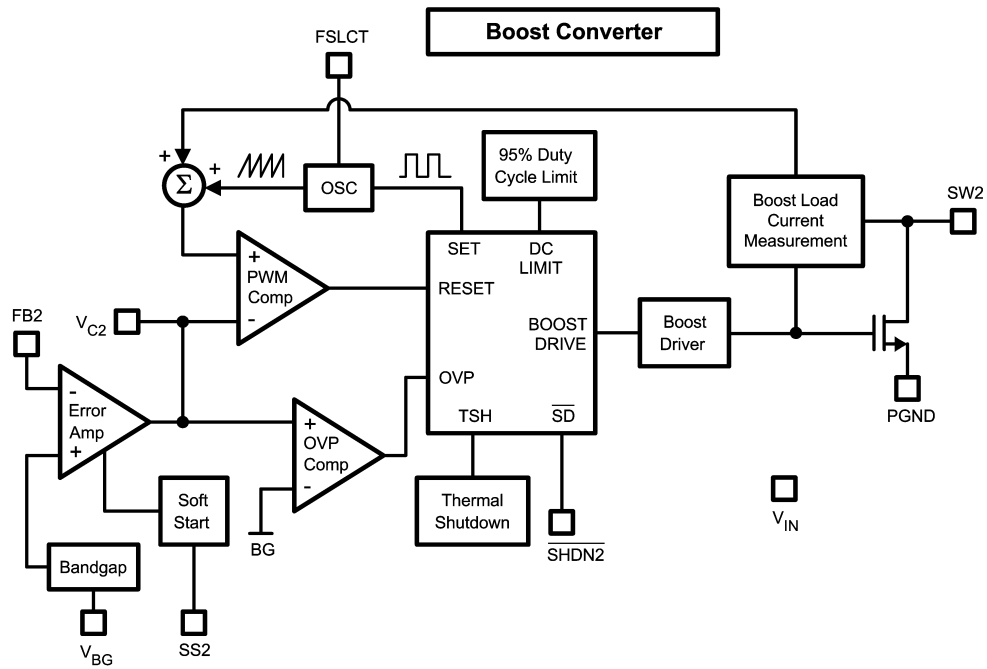 Boost Converter
FSLCT
+
+
Σ
OSC
95% Duty
Cycle Limit
Boost Load
Current
Measurement
SW2
SET
DC
LIMIT
+
PWM
Comp
-
RESET
FB2
VC2
BOOST
DRIVE
Boost
Driver
-
Error
Amp
+
OVP
PGND
+
OVP
Comp
-
TSH
SD
Soft
Start
Thermal
Shutdown
VIN
BG
SHDN2
Bandgap
VBG
SS2